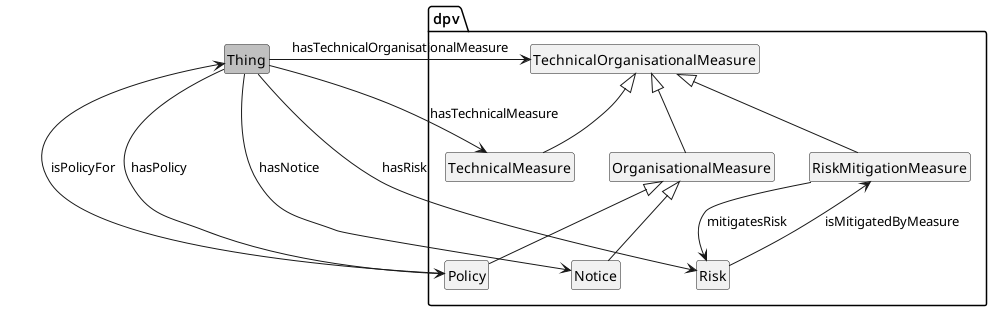 dpv
hasTechnicalOrganisationalMeasure
Thing
TechnicalOrganisationalMeasure
hasTechnicalMeasure
isPolicyFor
hasPolicy
hasNotice
hasRisk
TechnicalMeasure
OrganisationalMeasure
RiskMitigationMeasure
mitigatesRisk
isMitigatedByMeasure
Policy
Notice
Risk